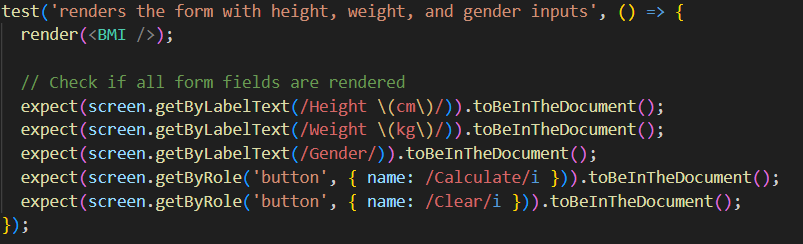 test('renders the form with height, weight, and gender inputs', () => {
  render(<BMI />);

  // Check if all form fields are rendered
  expect(screen.getByLabelText(/Height \(cm\)/)).toBeInTheDocument();
  expect(screen.getByLabelText(/Weight \(kg\)/)).toBeInTheDocument();
  expect(screen.getByLabelText(/Gender/)).toBeInTheDocument();
  expect(screen.getByRole('button', { name: /Calculate/i })).toBeInTheDocument();
  expect(screen.getByRole('button', { name: /Clear/i })).toBeInTheDocument();
});